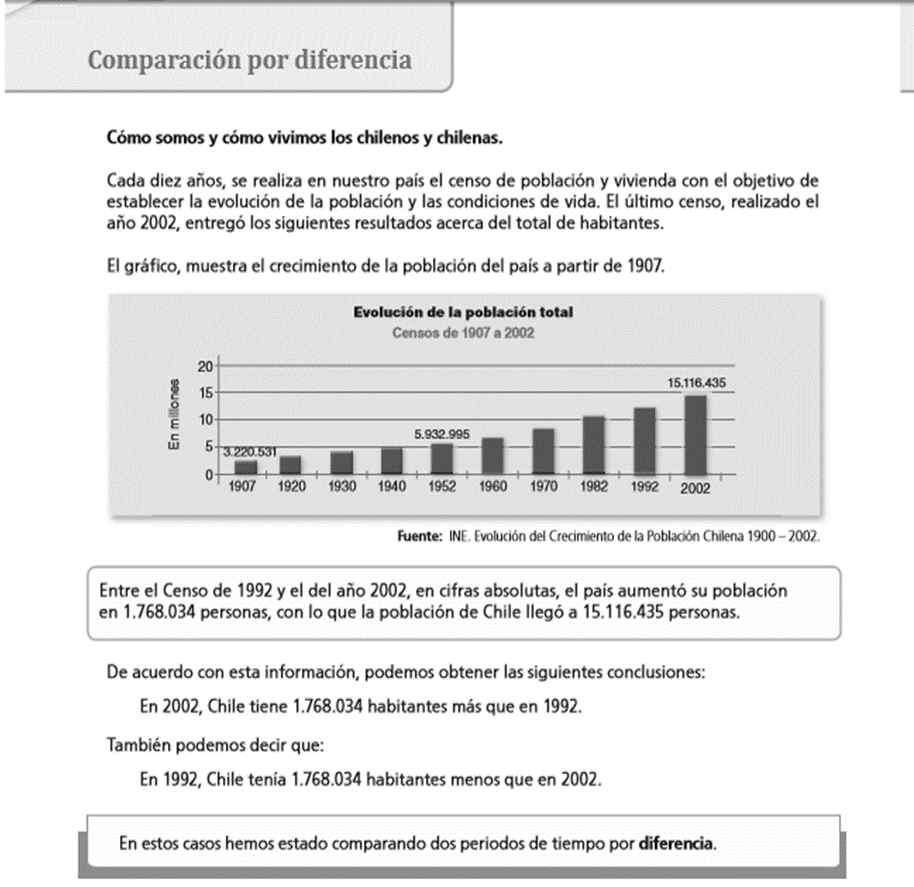 Comparación por diferencia
Cómo somos y cómo vivimos los chilenos y chilenas.
Cada diez años, se realiza en nuestro país el censo de población y vivienda con el objetivo de
establecer la evolución de la población y las condiciones de vida. El último censo, realizado el
año 2002, entregó los siguientes resultados acerca del total de habitantes.
El gráfico, muestra el crecimiento de la población del país a partir de 1907.
Evolución de la población total
Censos de 1907 a 2002
En millones
20
15
10
5
0
3.220.531
5.932.995
15.116.435
1907 1920 1930 1940 1952 1960 1970 1982 1992 2002
Fuente: INE. Evolución del Crecimiento de la Población Chilena 1900 – 2002.
Entre el Censo de 1992 y el del año 2002, en cifras absolutas, el país aumentó su población
en 1.768.034 personas, con lo que la población de Chile llegó a 15.116.435 personas.
De acuerdo con esta información, podemos obtener las siguientes conclusiones:
En 2002, Chile tiene 1.768.034 habitantes más que en 1992.
También podemos decir que:
En 1992, Chile tenía 1.768.034 habitantes menos que en 2002.
En estos casos hemos estado comparando dos periodos de tiempo por diferencia.